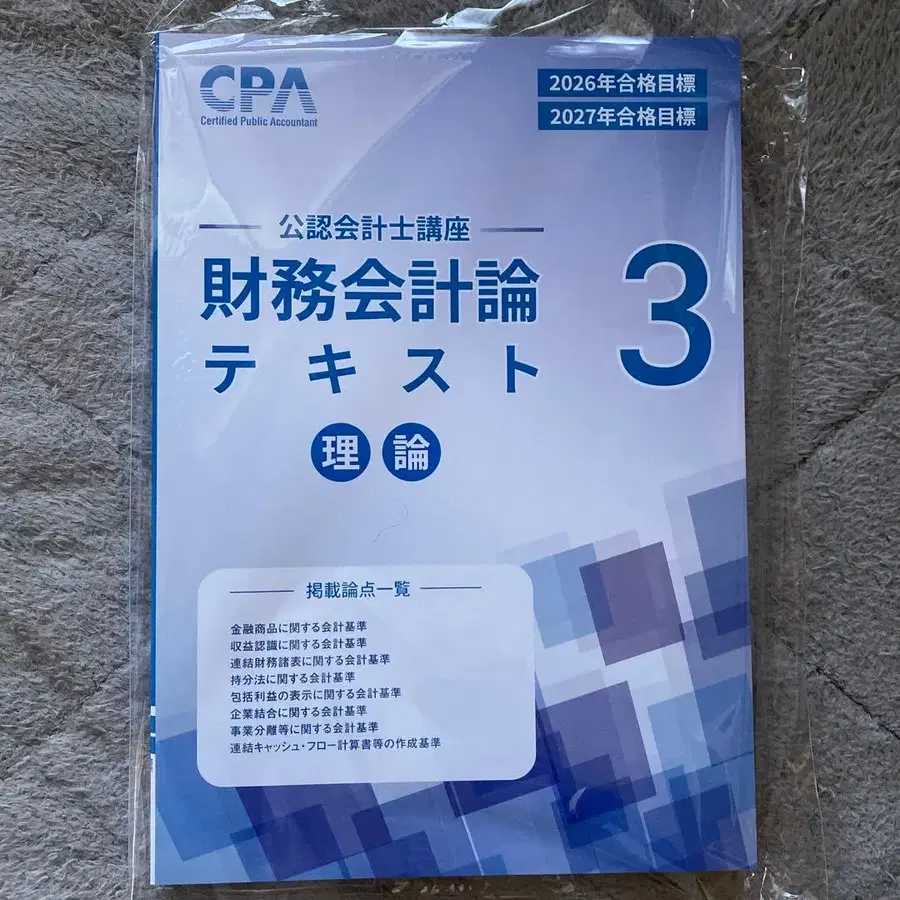 CPA
Certified Public Accountant
2026年合格目標
2027年合格目標
公認会計士講座
財務会計論
テキスト
3
理論
掲載論点一覧
金融商品に関する会計基準
収益認識に関する会計基準
連結財務諸表に関する会計基準
持分法に関する会計基準
包括利益の表示に関する会計基準
企業結合に関する会計基準
事業分離等に関する会計基準
連結キャッシュ・フロー計算書等の作成基準